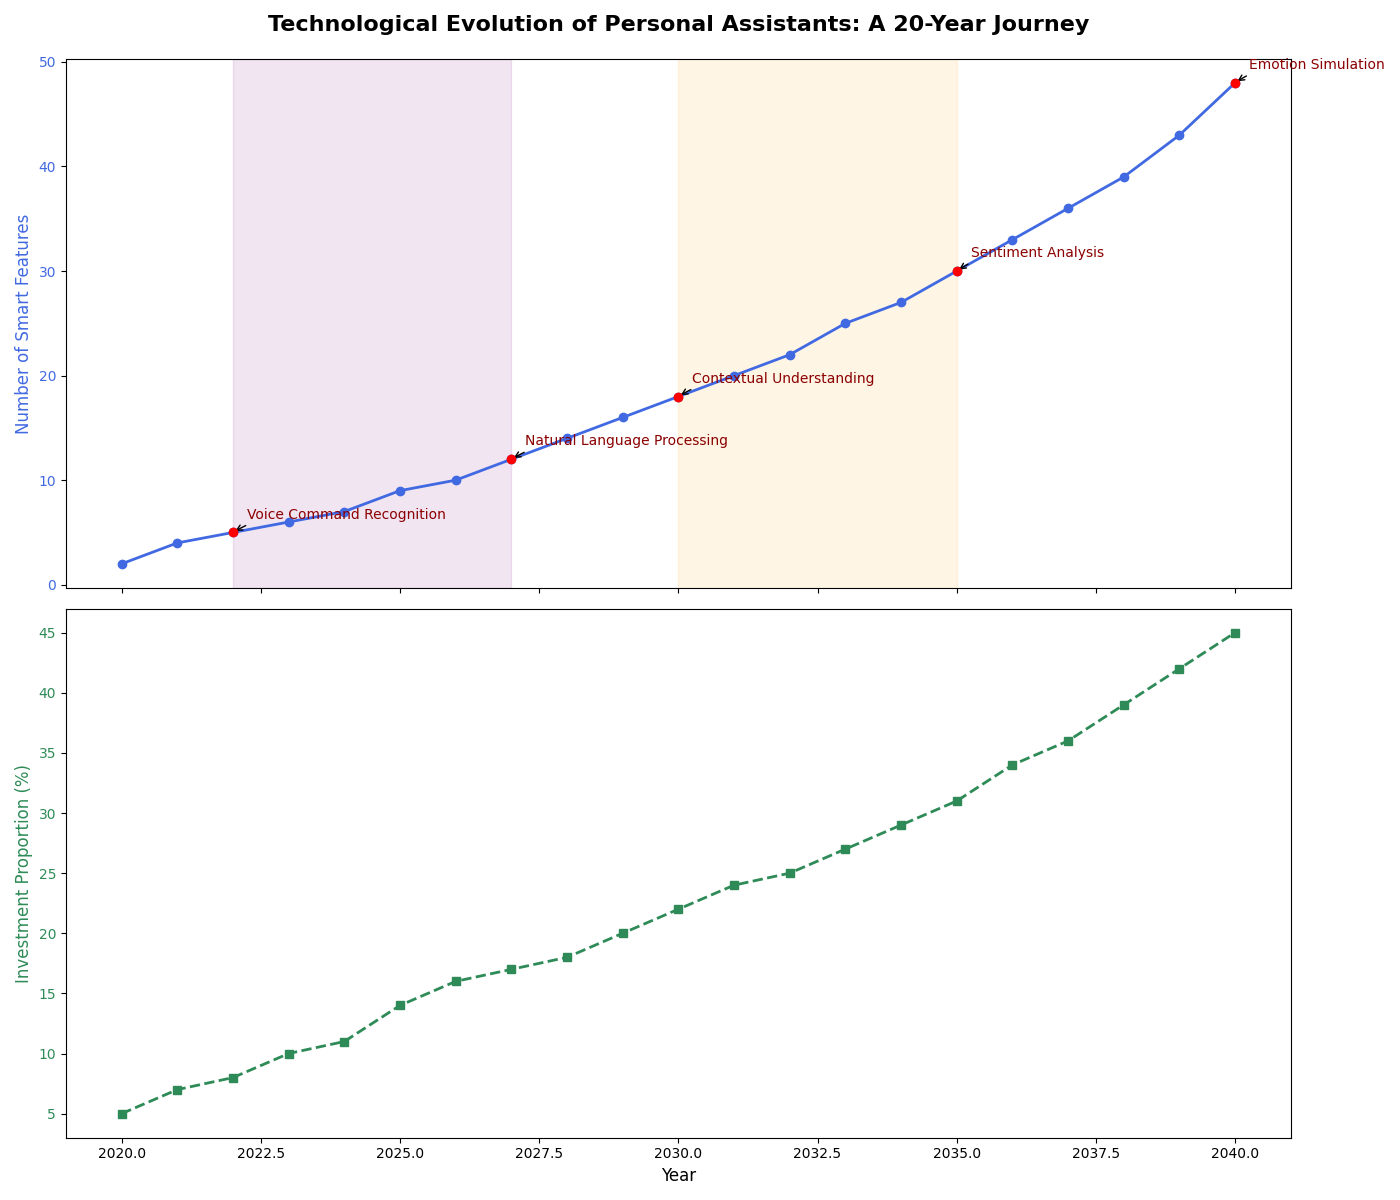 Technological Evolution of Personal Assistants: A 20-Year Journey
Number of Smart Features
50
40
30
20
10
0
Emotion Simulation
Sentiment Analysis
Contextual Understanding
Natural Language Processing
Voice Command Recognition
Investment Proportion (%)
45
40
35
30
25
20
15
10
5
2020.0 2022.5 2025.0 2027.5 2030.0 2032.5 2035.0 2037.5 2040.0
Year